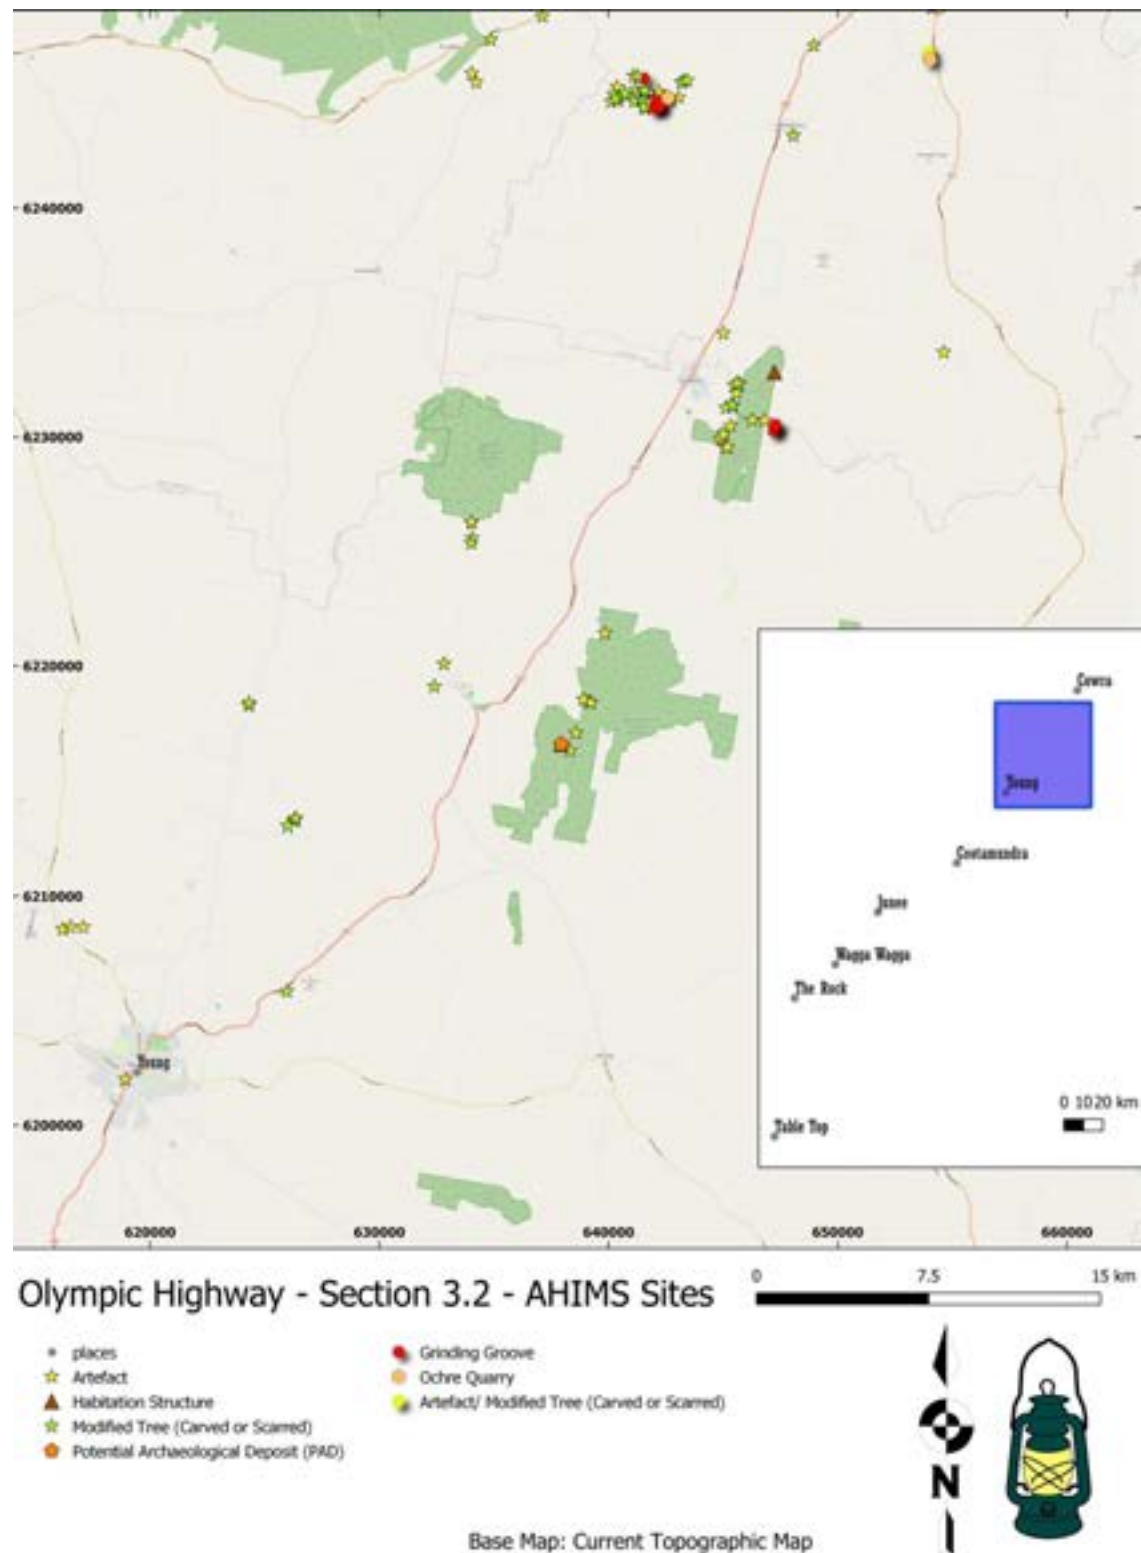 6240000
6230000
6220000
6210000
6200000
Young
620000
630000
640000
650000
660000
Cowra
Young
Cootamundra
Junee
Wagga Wagga
The Rock
Table Top
0 10 20 km
Olympic Highway - Section 3.2 - AHIMS Sites
0 7.5 15 km
places
Artefact
Habitation Structure
Modified Tree (Carved or Scarred)
Potential Archaeological Deposit (PAD)
Grinding Groove
Ochre Quarry
Artefact/ Modified Tree (Carved or Scarred)
N
Base Map: Current Topographic Map